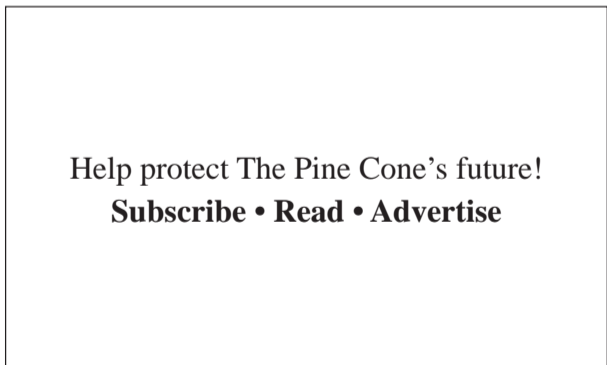 Help protect The Pine Cone’s future!
Subscribe • Read • Advertise